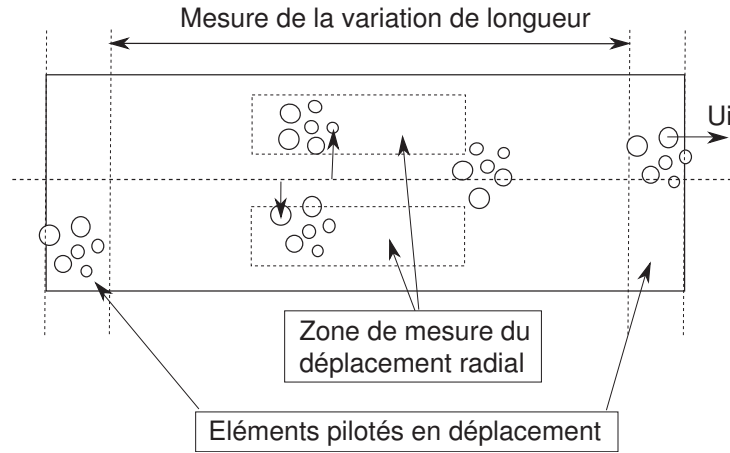 Mesure de la variation de longueur
Ui
Zone de mesure du
déplacement radial
Eléments pilotés en déplacement